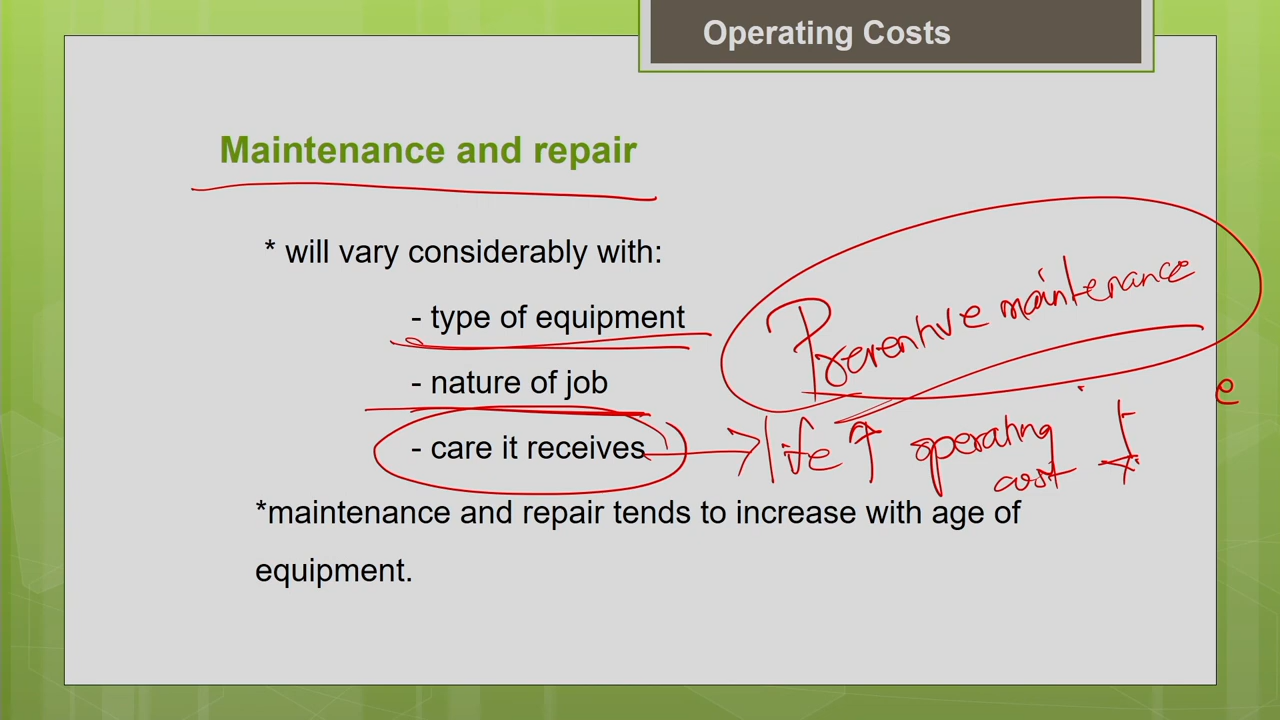 Operating Costs
Maintenance and repair
* will vary considerably with:
- type of equipment
Preventive maintenance
- nature of job
e
- care it receives
life ↑ operating cost ↓
*maintenance and repair tends to increase with age of
equipment.